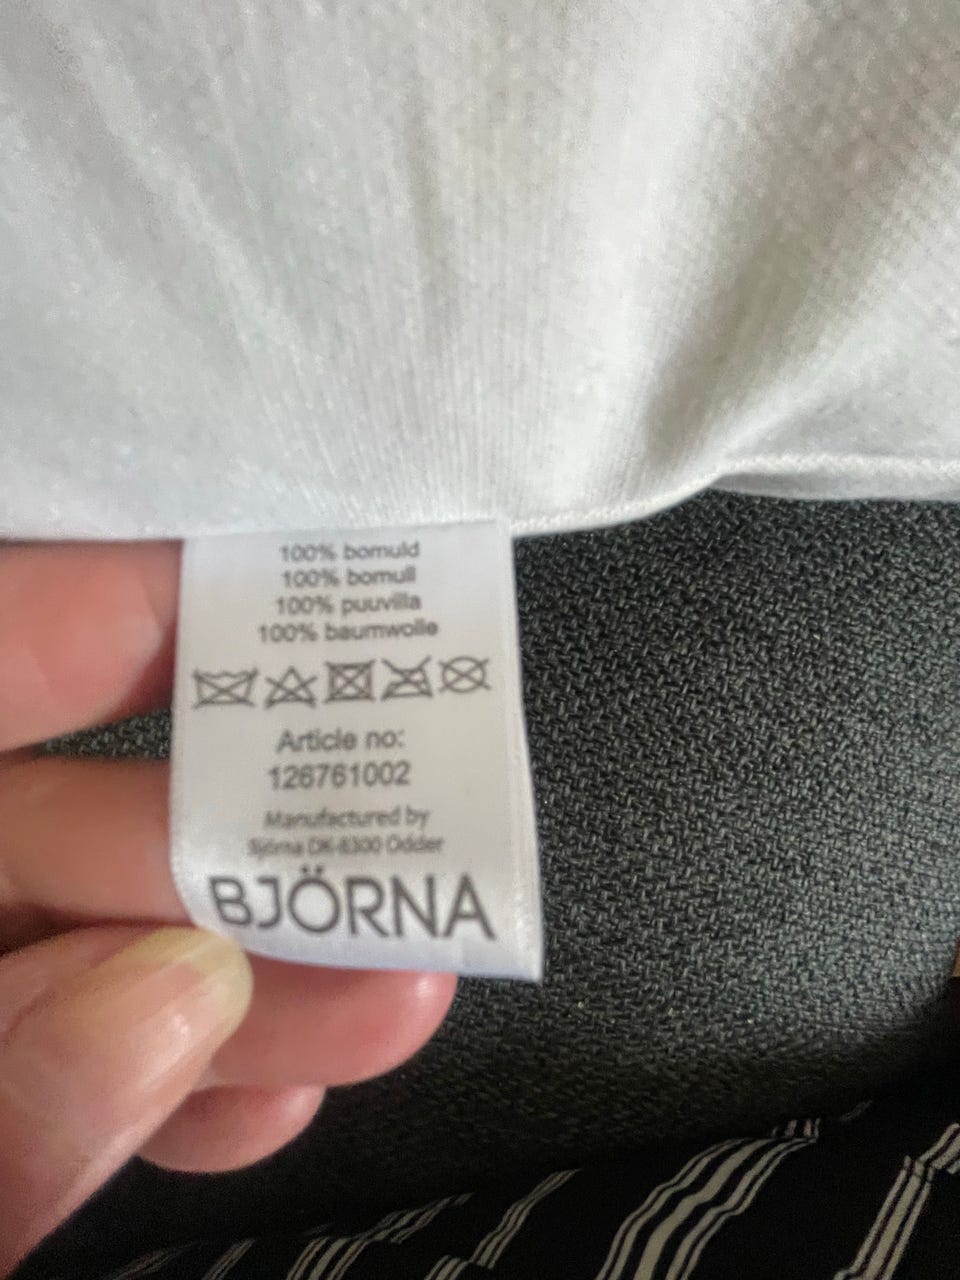 100% bomuld
100% bomull
100% puuvilla
100% baumwolle
Article no:
126761002
Manufactured by
Björna DK-8300 Odder
BJÖRNA